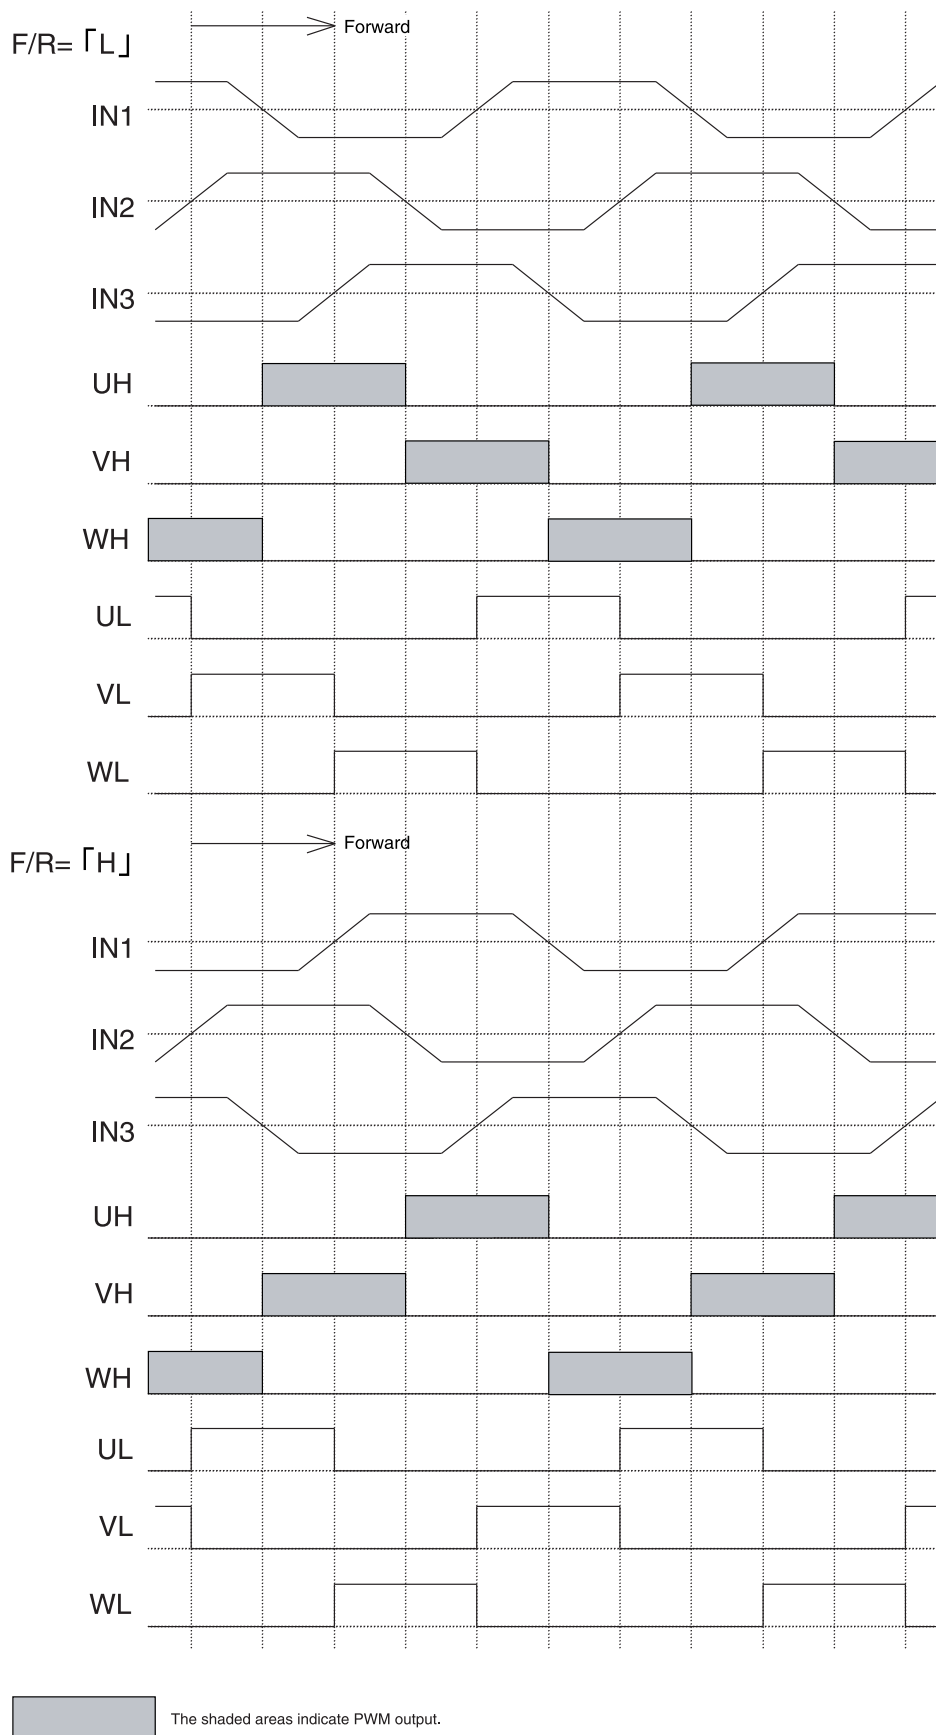 Forward
F/R=「L」
IN1
IN2
IN3
UH
VH
WH
UL
VL
WL
Forward
F/R=「H」
IN1
IN2
IN3
UH
VH
WH
UL
VL
WL
The shaded areas indicate PWM output.